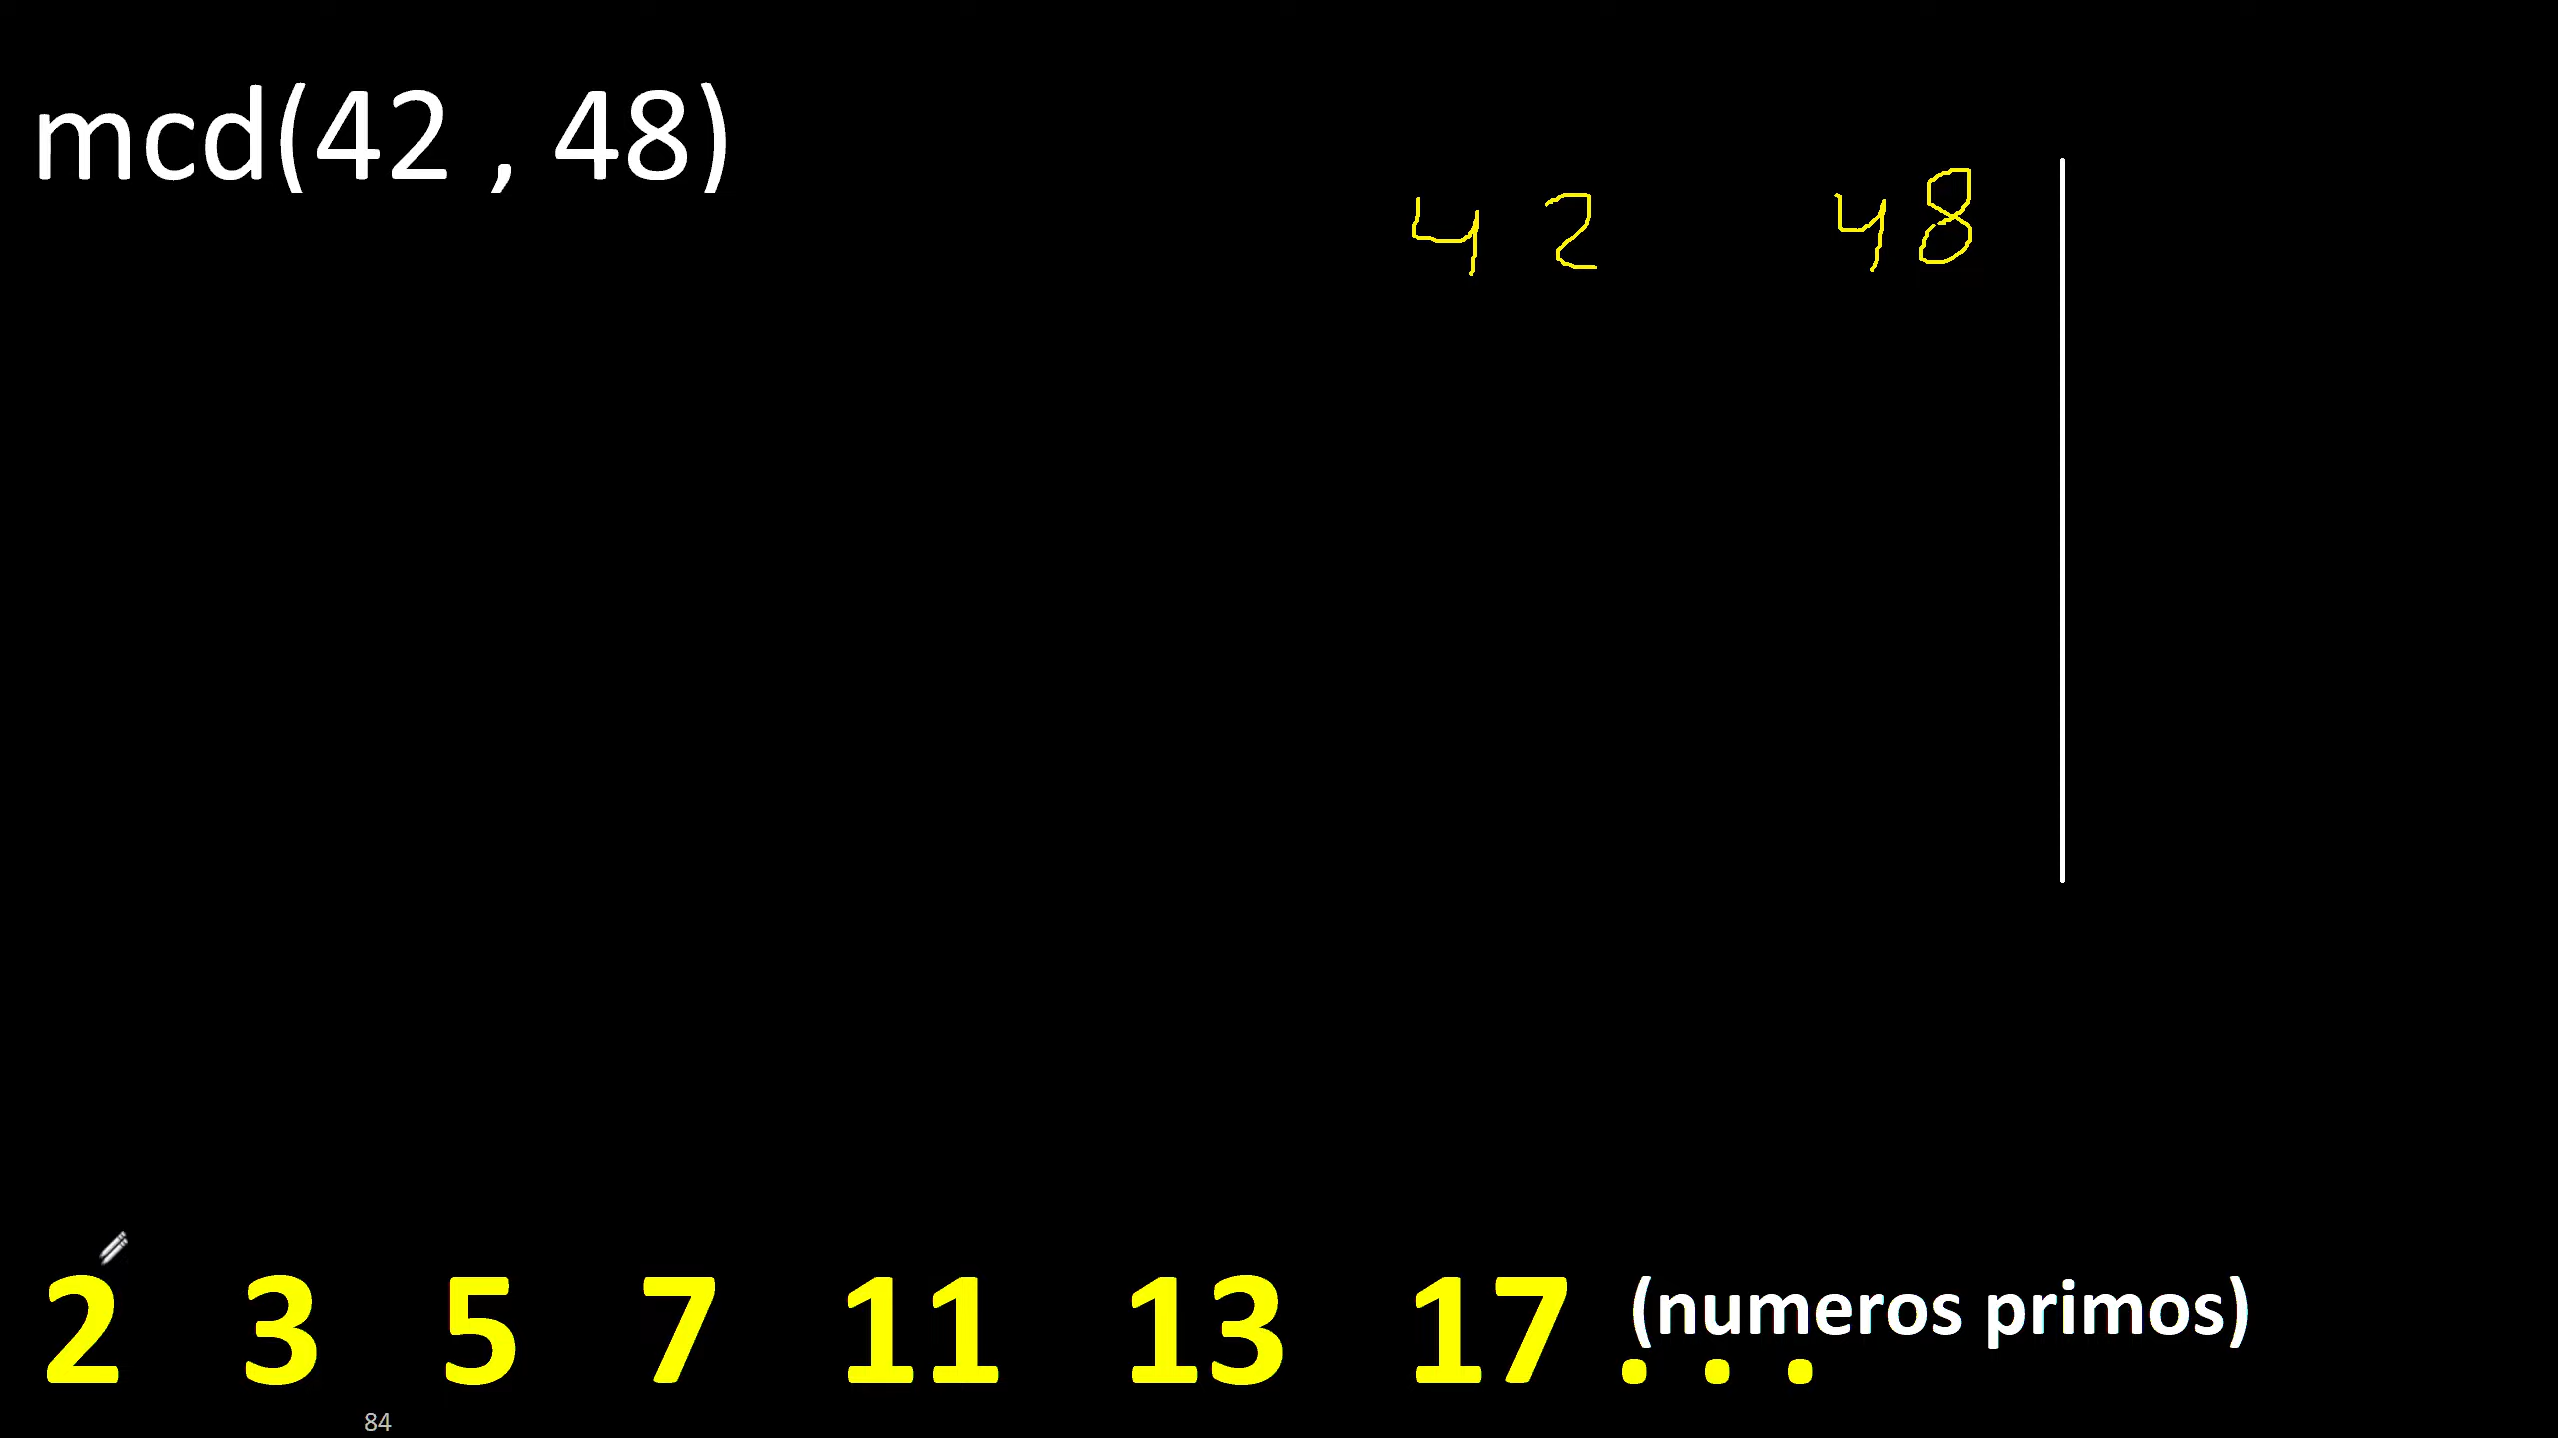 mcd(42 , 48)
42 48
2 3 5 7 11 13 17 . . . (numeros primos)
84